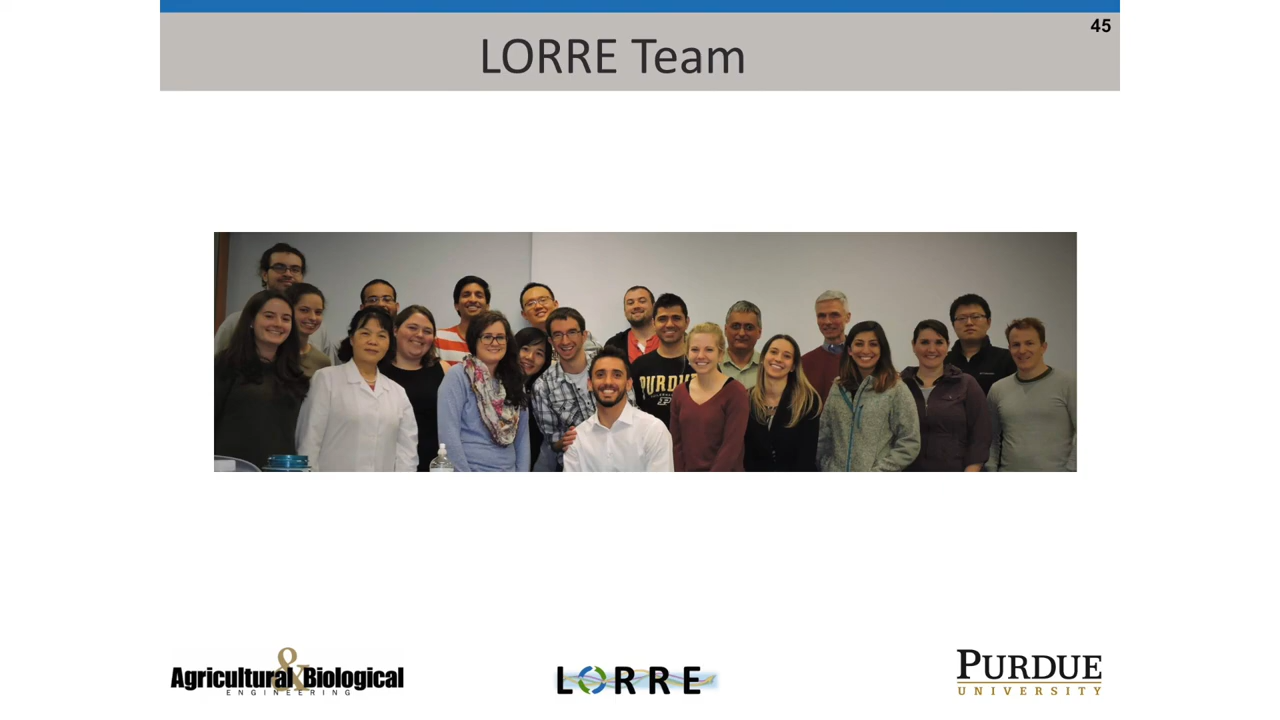 45
LORRE Team
PURDUE
P
Agricultural & Biological
ENGINEERING
LORRE
PURDUE
UNIVERSITY